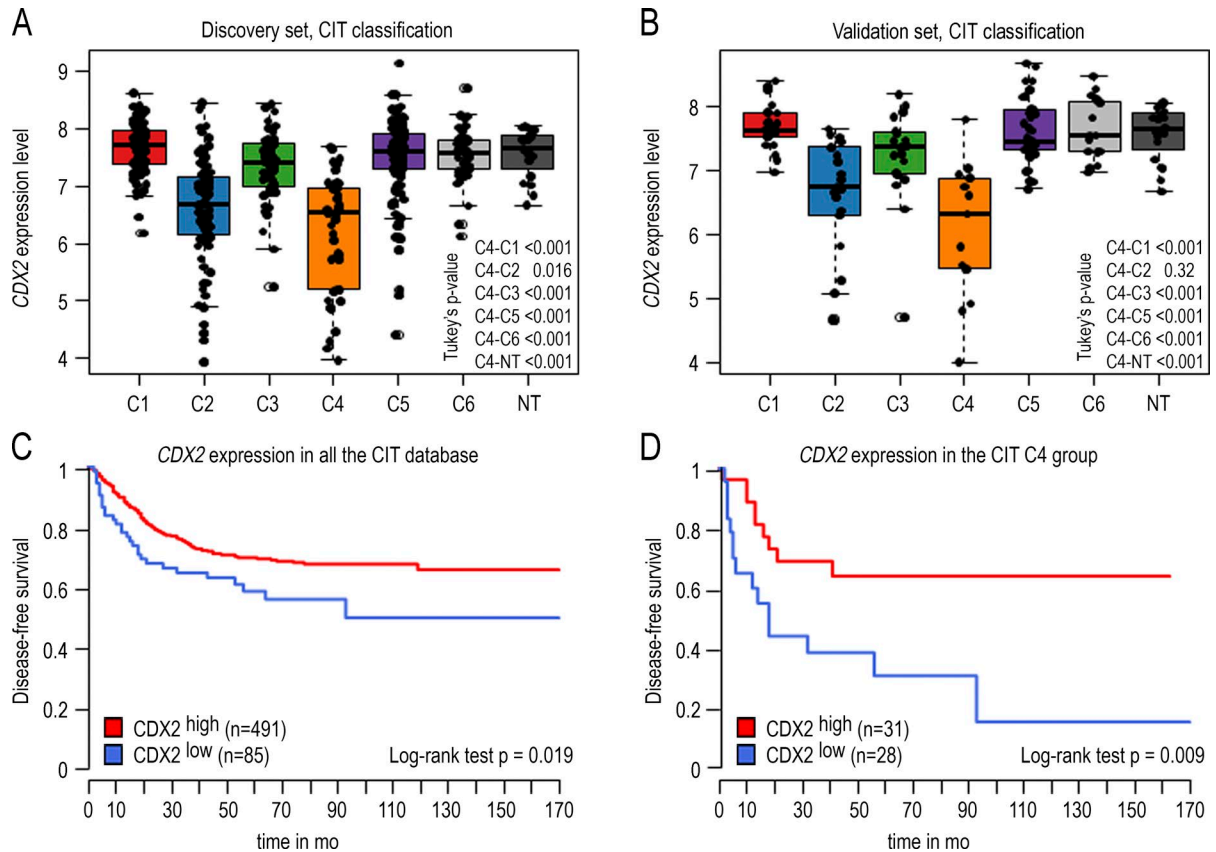 A
Discovery set, CIT classification
CDX2 expression level
9
8
7
6
5
4
Tukey's p-value
C4-C1 <0.001
C4-C2 0.016
C4-C3 <0.001
C4-C5 <0.001
C4-C6 <0.001
C4-NT <0.001
C1 C2 C3 C4 C5 C6 NT
B
Validation set, CIT classification
CDX2 expression level
8
7
6
5
4
Tukey's p-value
C4-C1 <0.001
C4-C2 0.32
C4-C3 <0.001
C4-C5 <0.001
C4-C6 <0.001
C4-NT <0.001
C1 C2 C3 C4 C5 C6 NT
C
CDX2 expression in all the CIT database
Disease-free survival
1
0.8
0.6
0.4
0.2
0
CDX2 high (n=491)
CDX2 low (n=85)
Log-rank test p = 0.019
0 10 30 50 70 90 110 130 150 170
time in mo
D
CDX2 expression in the CIT C4 group
Disease-free survival
1
0.8
0.6
0.4
0.2
0
CDX2 high (n=31)
CDX2 low (n=28)
Log-rank test p = 0.009
0 10 30 50 70 90 110 130 150 170
time in mo